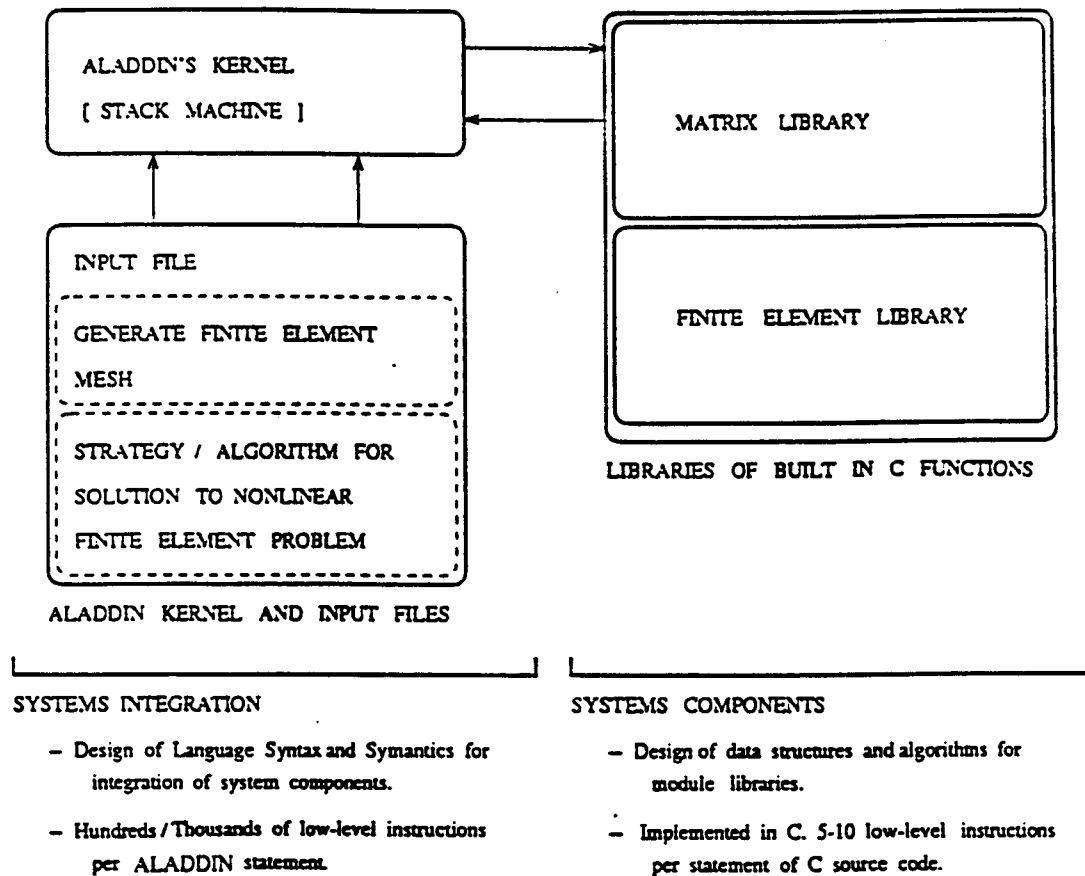 ALADDIN'S KERNEL
[ STACK MACHINE ]
MATRIX LIBRARY
INPUT FILE
GENERATE FINITE ELEMENT
MESH
STRATEGY / ALGORITHM FOR
SOLUTION TO NONLINEAR
FINITE ELEMENT PROBLEM
FINITE ELEMENT LIBRARY
LIBRARIES OF BUILT IN C FUNCTIONS
ALADDIN KERNEL AND INPUT FILES
SYSTEMS INTEGRATION
– Design of Language Syntax and Symantics for
integration of system components.
– Hundreds / Thousands of low-level instructions
per ALADDIN statement.
SYSTEMS COMPONENTS
– Design of data structures and algorithms for
module libraries.
– Implemented in C. 5-10 low-level instructions
per statement of C source code.